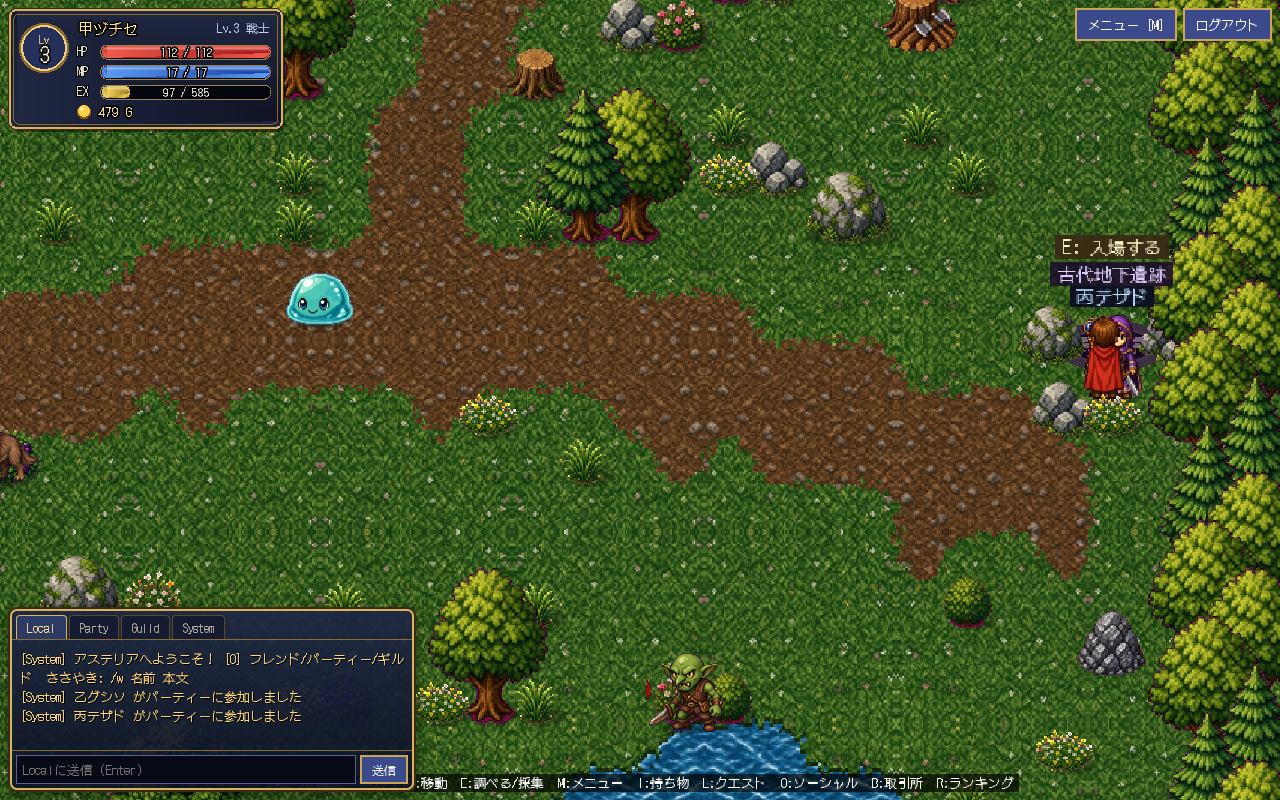 甲ヅチセ Lv.3 戦士
Lv
3
HP 112 / 112
MP 17 / 17
EX 97 / 585
479 G
メニュー [M] ログアウト
E: 入場する
古代地下遺跡
丙テザド
Local Party Guild System
[System] アステリアへようこそ！ [O] フレンド/パーティー/ギル
ド ささやき: /w 名前 本文
[System] 乙グシソ がパーティーに参加しました
[System] 丙テザド がパーティーに参加しました
Localに送信 (Enter) 送信
:移動 E:調べる/採集 M:メニュー I:持ち物 L:クエスト O:ソーシャル B:取引所 R:ランキング